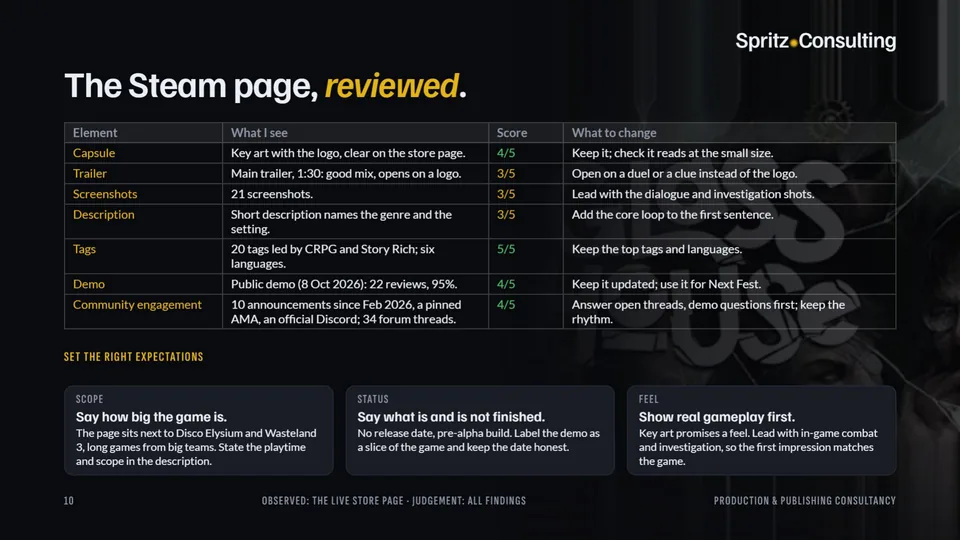 Spritz Consulting
The Steam page, reviewed.
Element What I see Score What to change
Capsule Key art with the logo, clear on the store page. 4/5 Keep it; check it reads at the small size.
Trailer Main trailer, 1:30: good mix, opens on a logo. 3/5 Open on a duel or a clue instead of the logo.
Screenshots 21 screenshots. 3/5 Lead with the dialogue and investigation shots.
Description Short description names the genre and the 3/5 Add the core loop to the first sentence.
setting.
Tags 20 tags led by CRPG and Story Rich; six 5/5 Keep the top tags and languages.
languages.
Demo Public demo (8 Oct 2026): 22 reviews, 95%. 4/5 Keep it updated; use it for Next Fest.
Community engagement 10 announcements since Feb 2026, a pinned 4/5 Answer open threads, demo questions first; keep the
AMA, an official Discord; 34 forum threads. rhythm.
SET THE RIGHT EXPECTATIONS
SCOPE
Say how big the game is.
The page sits next to Disco Elysium and Wasteland
3, long games from big teams. State the playtime
and scope in the description.
STATUS
Say what is and is not finished.
No release date, pre-alpha build. Label the demo as
a slice of the game and keep the date honest.
FEEL
Show real gameplay first.
Key art promises a feel. Lead with in-game combat
and investigation, so the first impression matches
the game.
10 OBSERVED: THE LIVE STORE PAGE · JUDGEMENT: ALL FINDINGS PRODUCTION & PUBLISHING CONSULTANCY